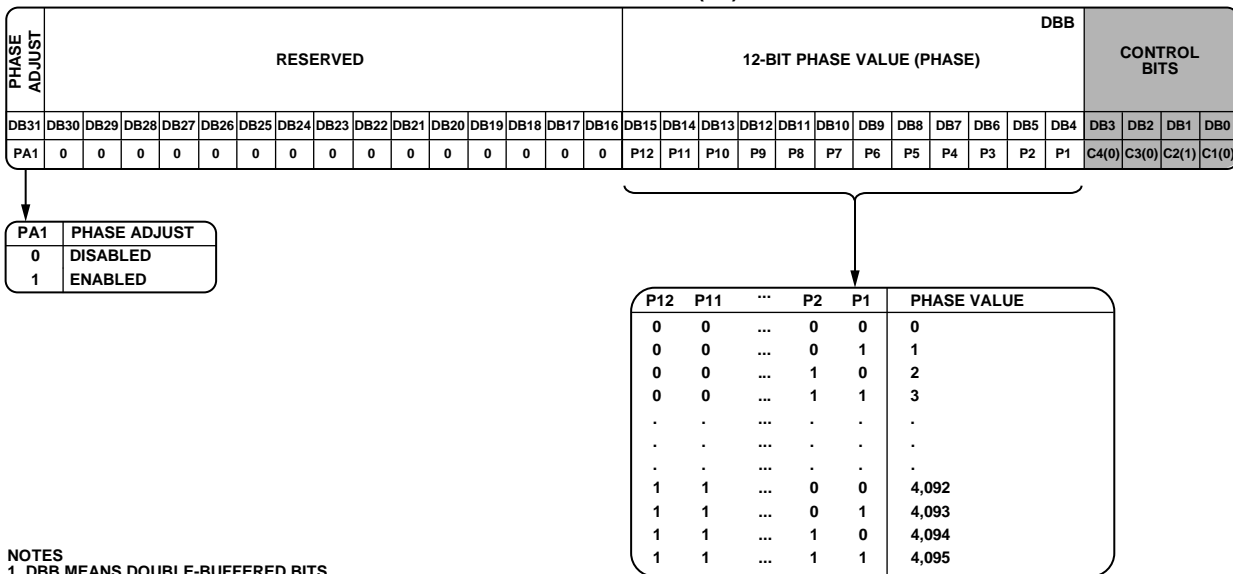 PHASE ADJUST RESERVED 12-BIT PHASE VALUE (PHASE) DBB CONTROL BITS
DB31 DB30 DB29 DB28 DB27 DB26 DB25 DB24 DB23 DB22 DB21 DB20 DB19 DB18 DB17 DB16 DB15 DB14 DB13 DB12 DB11 DB10 DB9 DB8 DB7 DB6 DB5 DB4 DB3 DB2 DB1 DB0
PA1 0 0 0 0 0 0 0 0 0 0 0 0 0 0 0 P12 P11 P10 P9 P8 P7 P6 P5 P4 P3 P2 P1 C4(0) C3(0) C2(1) C1(0)
PA1 PHASE ADJUST
0 DISABLED
1 ENABLED
P12 P11 ... P2 P1 PHASE VALUE
0 0 ... 0 0 0
0 0 ... 0 1 1
0 0 ... 1 0 2
0 0 ... 1 1 3
. . ... . . .
. . ... . . .
. . ... . . .
1 1 ... 0 0 4,092
1 1 ... 0 1 4,093
1 1 ... 1 0 4,094
1 1 ... 1 1 4,095
NOTES
1. DBB MEANS DOUBLE-BUFFERED BITS